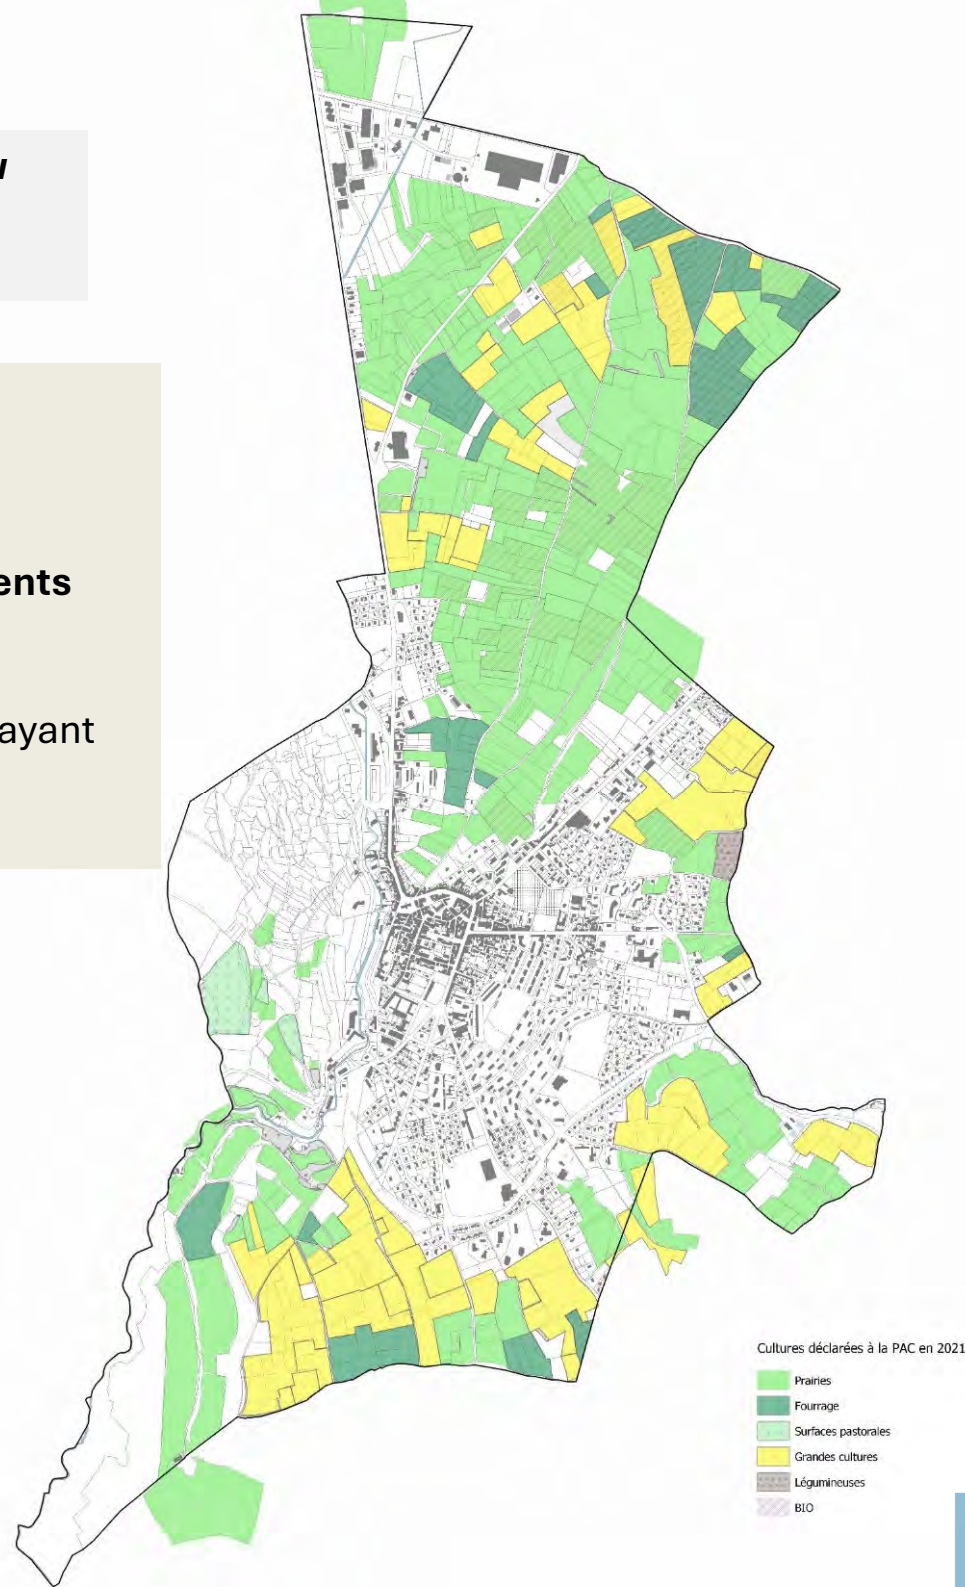 ents
ayant
Cultures déclarées à la PAC en 2021
Prairies
Fourrage
Surfaces pastorales
Grandes cultures
Légumineuses
BIO